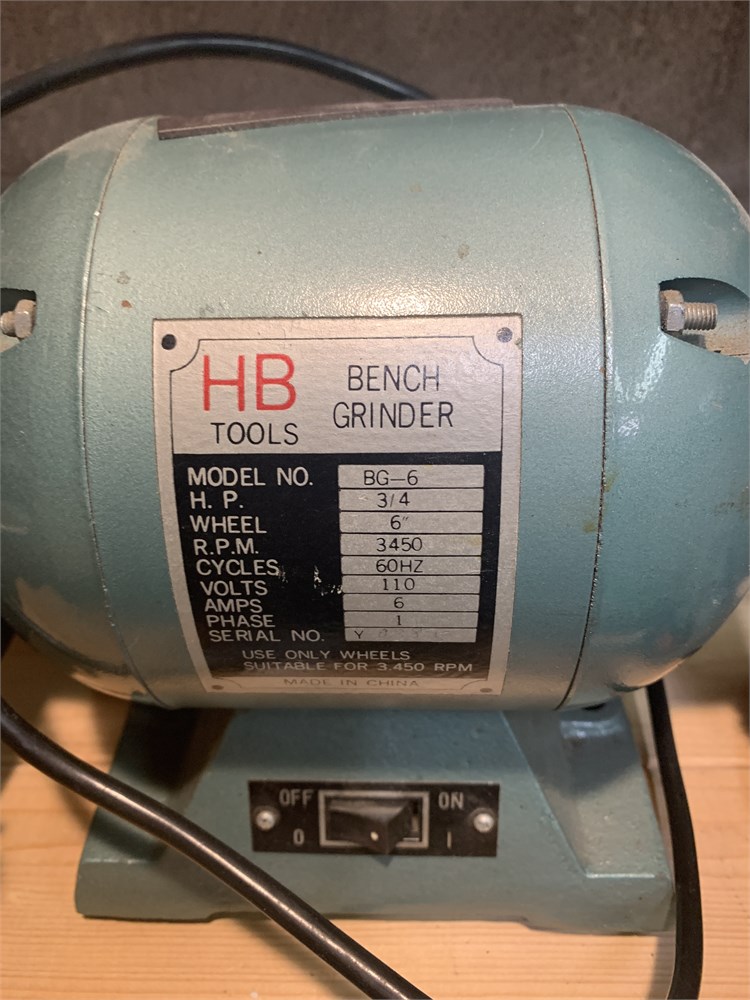 HB BENCH
TOOLS GRINDER
MODEL NO. BG-6
H. P. 3/4
WHEEL 6"
R.P.M. 3450
CYCLES 60HZ
VOLTS 110
AMPS 6
PHASE 1
SERIAL NO. Y
USE ONLY WHEELS
SUITABLE FOR 3.450 RPM
MADE IN CHINA
OFF ON
0 I